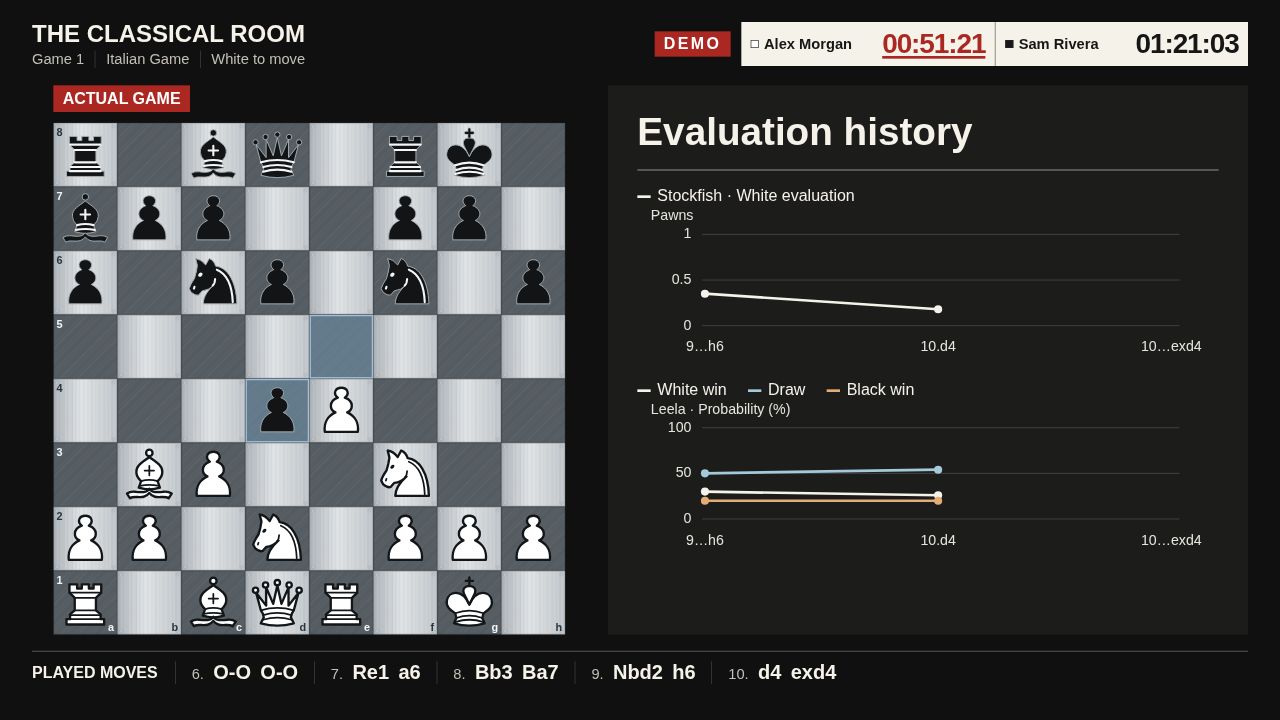 THE CLASSICAL ROOM
Game 1 Italian Game White to move
DEMO
Alex Morgan 00:51:21
Sam Rivera 01:21:03
ACTUAL GAME
8
7
6
5
4
3
2
1
a b c d e f g h
Evaluation history
Stockfish · White evaluation
Pawns
1
0.5
0
9…h6 10.d4 10…exd4
White win Draw Black win
Leela · Probability (%)
100
50
0
9…h6 10.d4 10…exd4
PLAYED MOVES 6. O-O O-O 7. Re1 a6 8. Bb3 Ba7 9. Nbd2 h6 10. d4 exd4